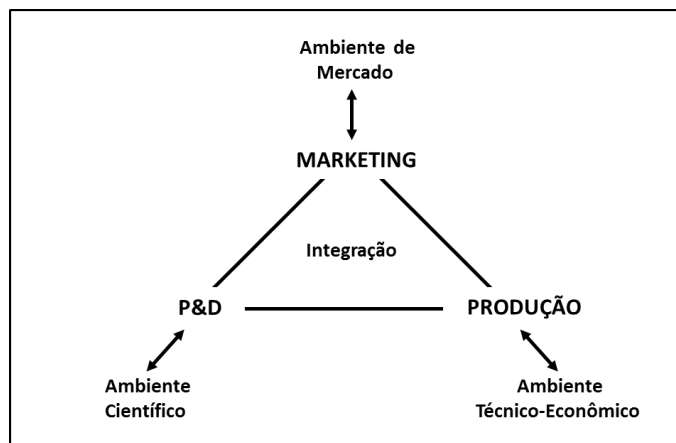 Ambiente de
Mercado
MARKETING
Integração
P&D
PRODUÇÃO
Ambiente
Científico
Ambiente
Técnico-Econômico